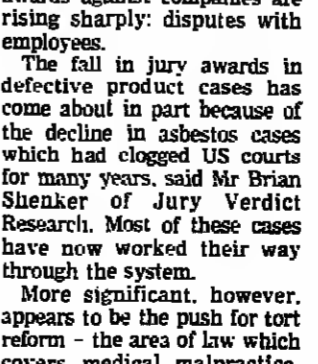 awards against companies are
rising sharply: disputes with
employees.
The fall in jury awards in
defective product cases has
come about in part because of
the decline in asbestos cases
which had clogged US courts
for many years, said Mr Brian
Shenker of Jury Verdict
Research. Most of these cases
have now worked their way
through the system.
More significant, however,
appears to be the push for tort
reform – the area of law which
covers medical malpractice,